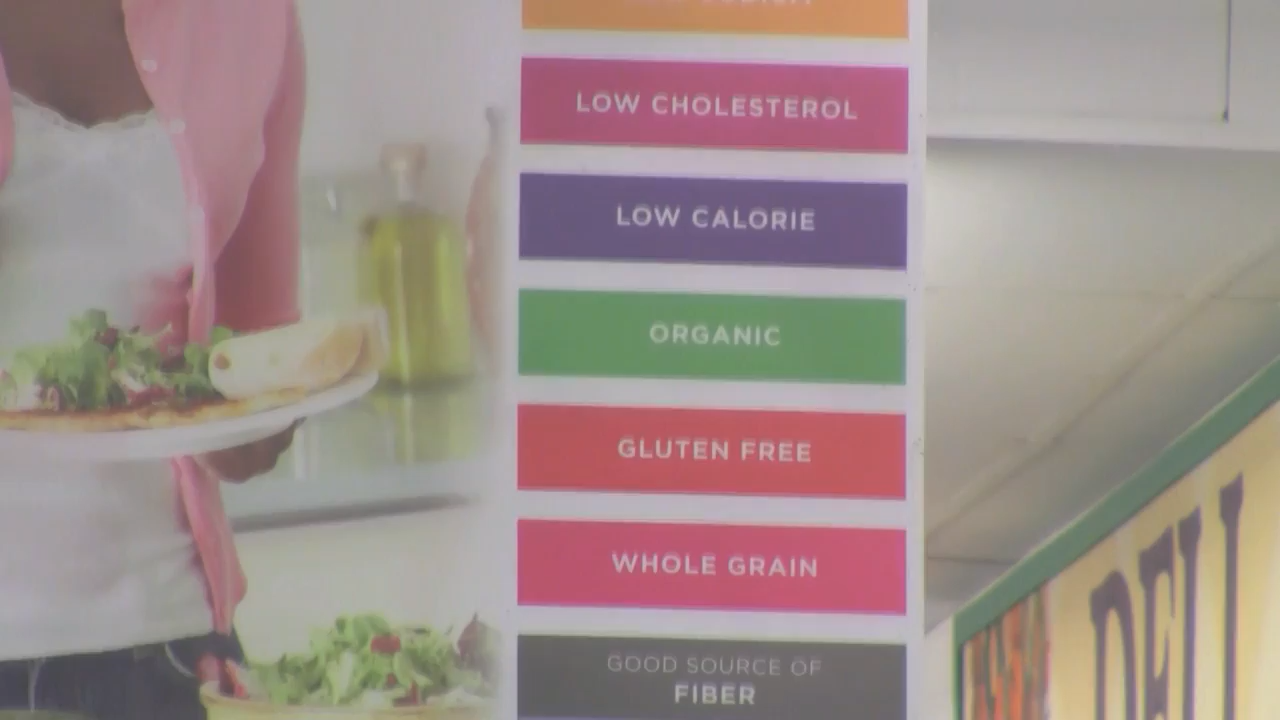 LOW CHOLESTEROL
LOW CALORIE
ORGANIC
GLUTEN FREE
WHOLE GRAIN
GOOD SOURCE OF
FIBER
DELI